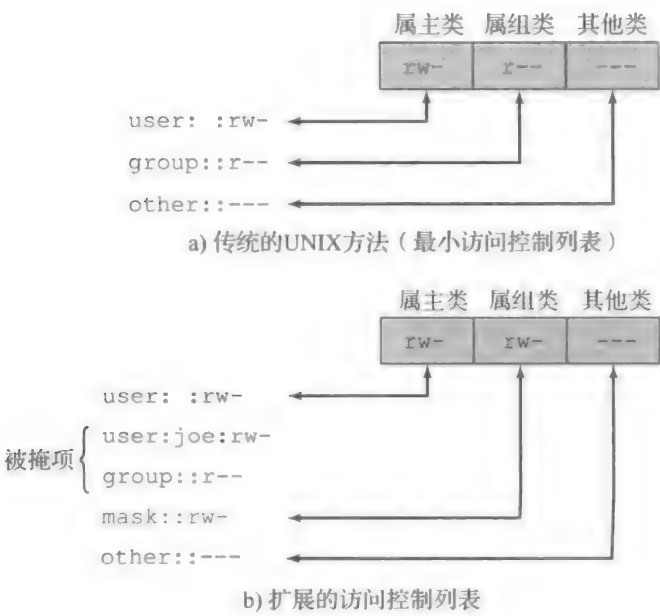 属主类 属组类 其他类
rw- r-- ---
user: :rw-
group::r--
other::---
a) 传统的UNIX方法（最小访问控制列表）
属主类 属组类 其他类
rw- rw- ---
user: :rw-
被掩项 user:joe:rw-
group::r--
mask::rw-
other::---
b) 扩展的访问控制列表